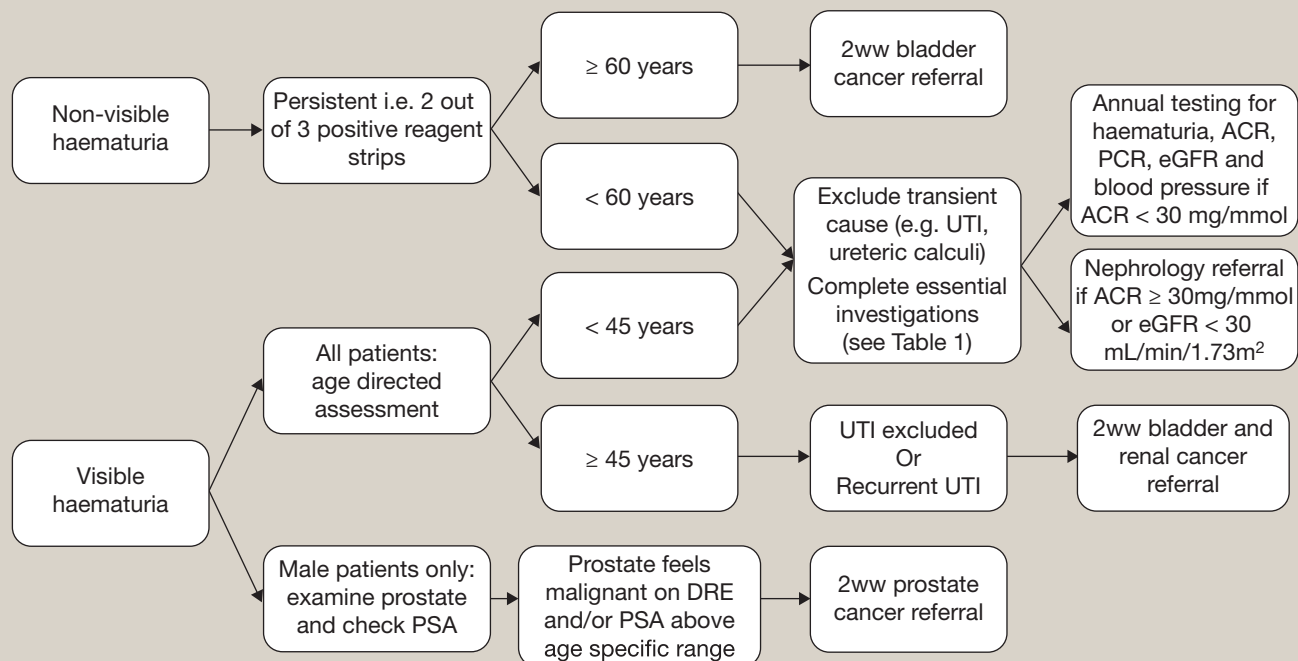 Non-visible
haematuria
Persistent i.e. 2 out
of 3 positive reagent
strips
≥ 60 years
2ww bladder
cancer referral
< 60 years
Exclude transient
cause (e.g. UTI,
ureteric calculi)
Complete essential
investigations
(see Table 1)
Annual testing for
haematuria, ACR,
PCR, eGFR and
blood pressure if
ACR < 30 mg/mmol
Nephrology referral
if ACR ≥ 30mg/mmol
or eGFR < 30
mL/min/1.73m²
Visible
haematuria
All patients:
age directed
assessment
< 45 years
≥ 45 years
UTI excluded
Or
Recurrent UTI
2ww bladder and
renal cancer
referral
Male patients only:
examine prostate
and check PSA
Prostate feels
malignant on DRE
and/or PSA above
age specific range
2ww prostate
cancer referral